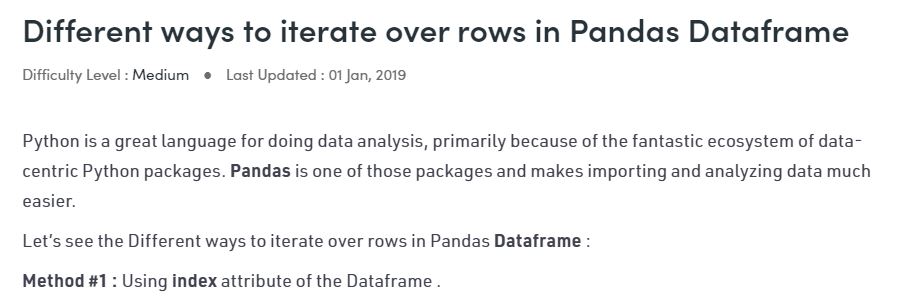 Different ways to iterate over rows in Pandas Dataframe
Difficulty Level : Medium ● Last Updated : 01 Jan, 2019
Python is a great language for doing data analysis, primarily because of the fantastic ecosystem of data-
centric Python packages. Pandas is one of those packages and makes importing and analyzing data much
easier.
Let’s see the Different ways to iterate over rows in Pandas Dataframe :
Method #1 : Using index attribute of the Dataframe .